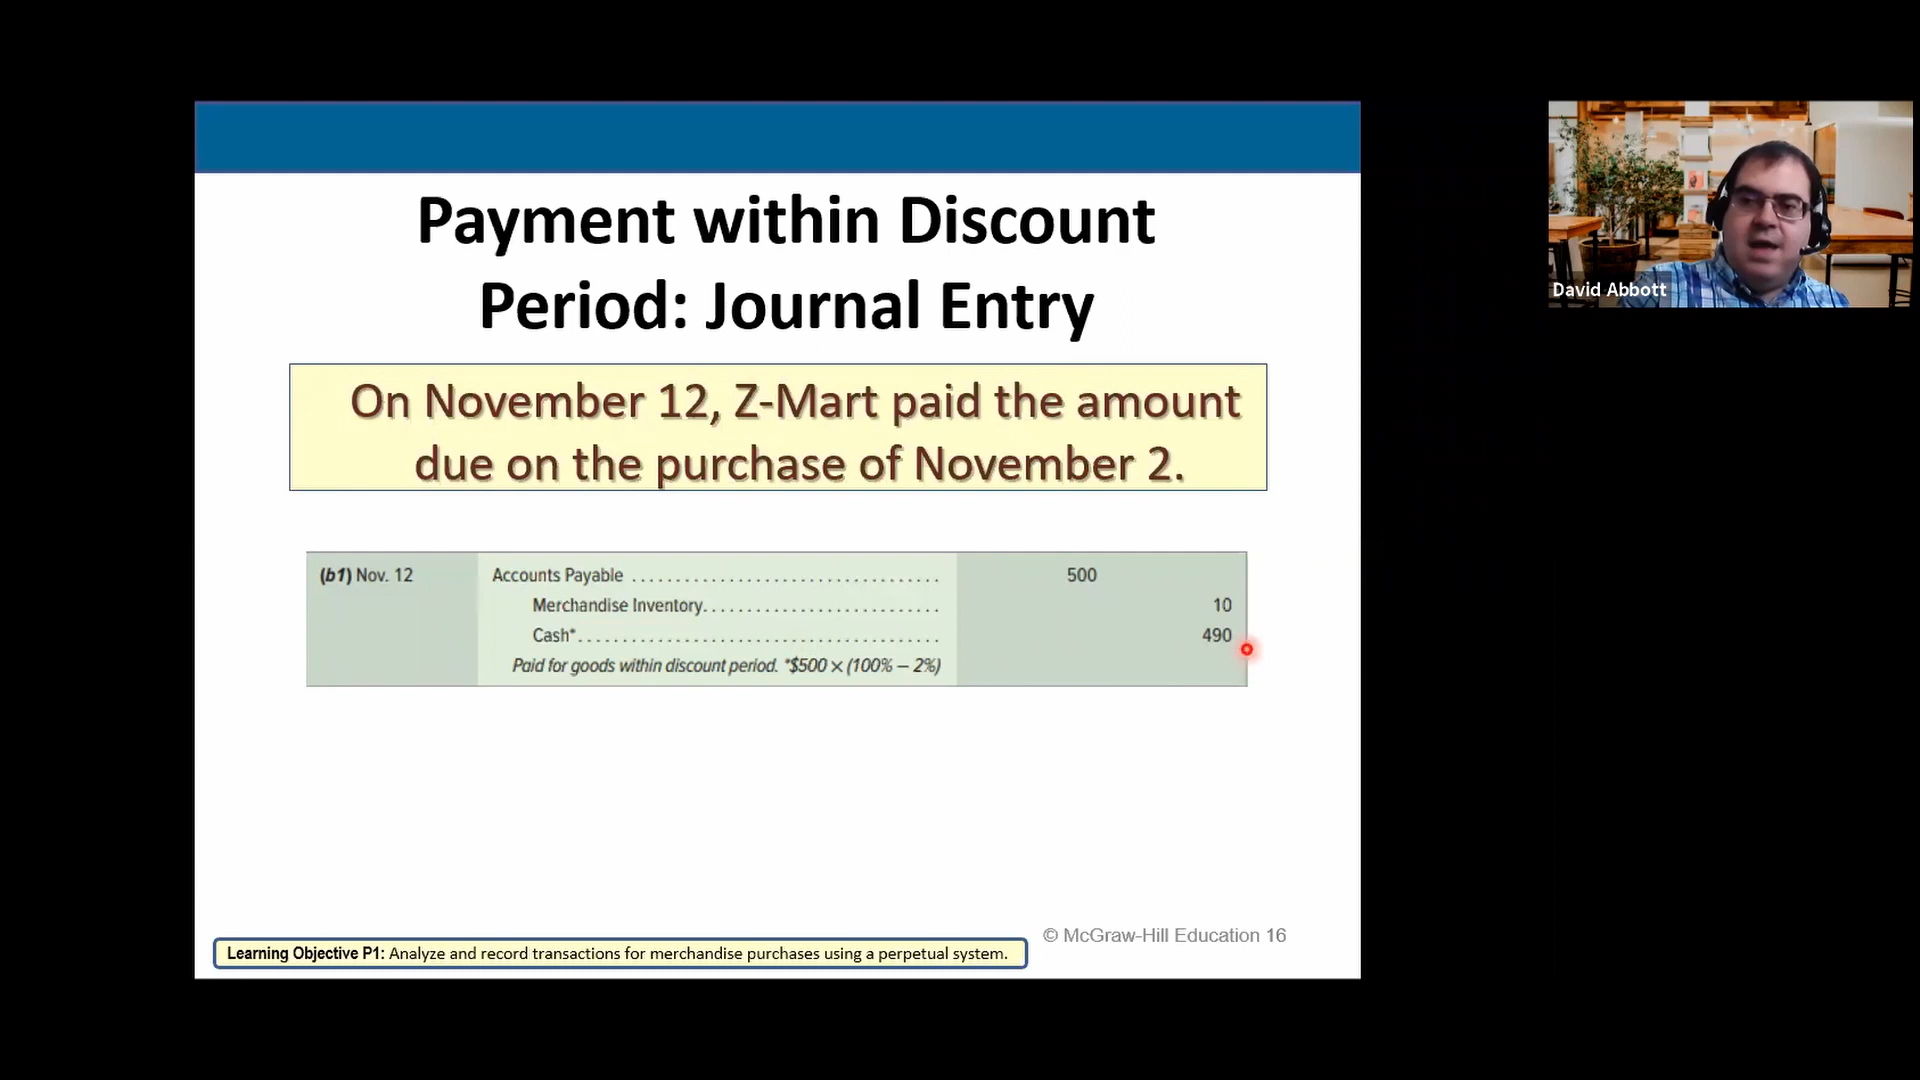 Payment within Discount
Period: Journal Entry
On November 12, Z-Mart paid the amount
due on the purchase of November 2.
(b1) Nov. 12 Accounts Payable .................................. 500
Merchandise Inventory........................... 10
Cash*......................................... 490
Paid for goods within discount period. *$500 × (100% – 2%)
Learning Objective P1: Analyze and record transactions for merchandise purchases using a perpetual system.
© McGraw-Hill Education 16
David Abbott